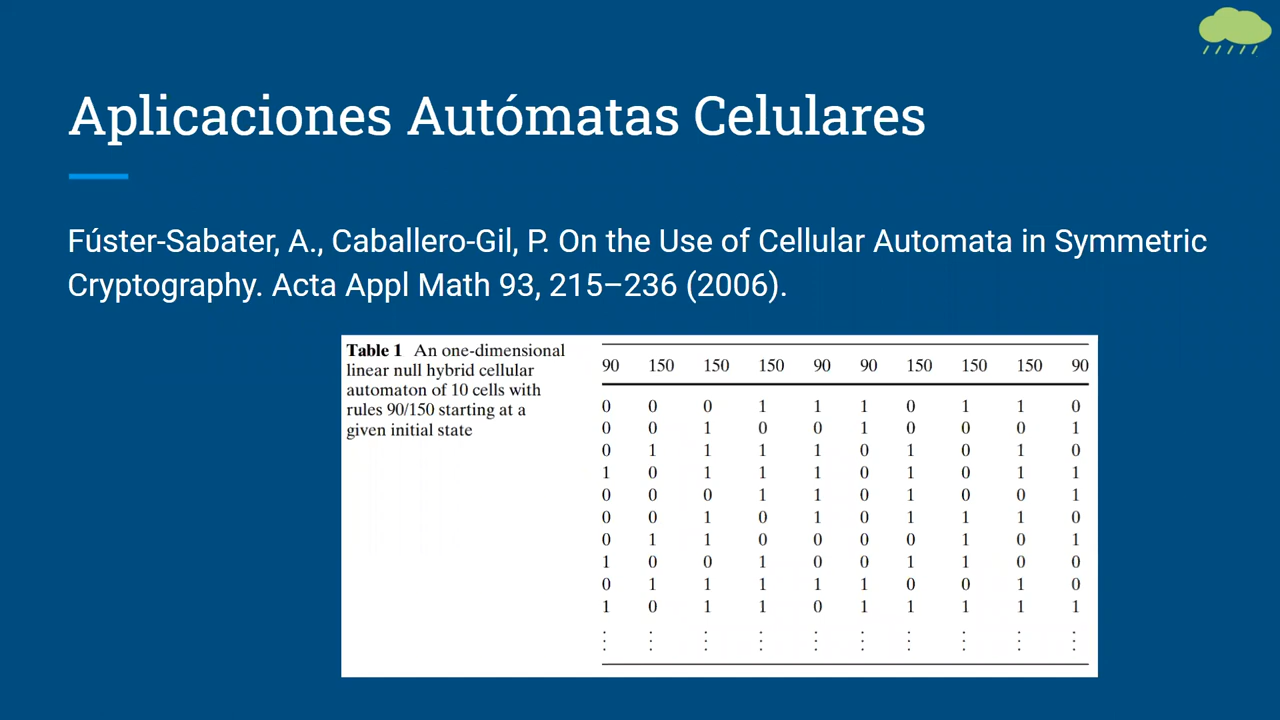 Aplicaciones Autómatas Celulares
Fúster-Sabater, A., Caballero-Gil, P. On the Use of Cellular Automata in Symmetric
Cryptography. Acta Appl Math 93, 215–236 (2006).
Table 1 An one-dimensional
linear null hybrid cellular
automaton of 10 cells with
rules 90/150 starting at a
given initial state
90 150 150 150 90 90 150 150 150 90
0 0 0 1 1 1 0 1 1 0
0 0 1 0 0 1 0 0 0 1
0 1 1 1 1 0 1 0 1 0
1 0 1 1 1 0 1 0 1 1
0 0 0 1 1 0 1 0 0 1
0 0 1 0 1 0 1 1 1 0
0 1 1 0 0 0 0 1 0 1
1 0 0 1 0 0 1 1 0 0
0 1 1 1 1 1 0 0 1 0
1 0 1 1 0 1 1 1 1 1
⋮ ⋮ ⋮ ⋮ ⋮ ⋮ ⋮ ⋮ ⋮ ⋮